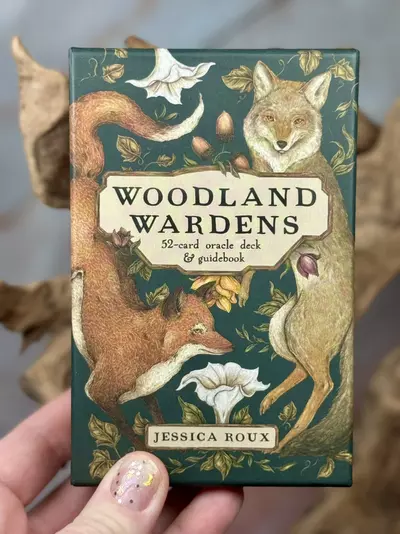 WOODLAND
WARDENS
52-card oracle deck
& guidebook
JESSICA ROUX